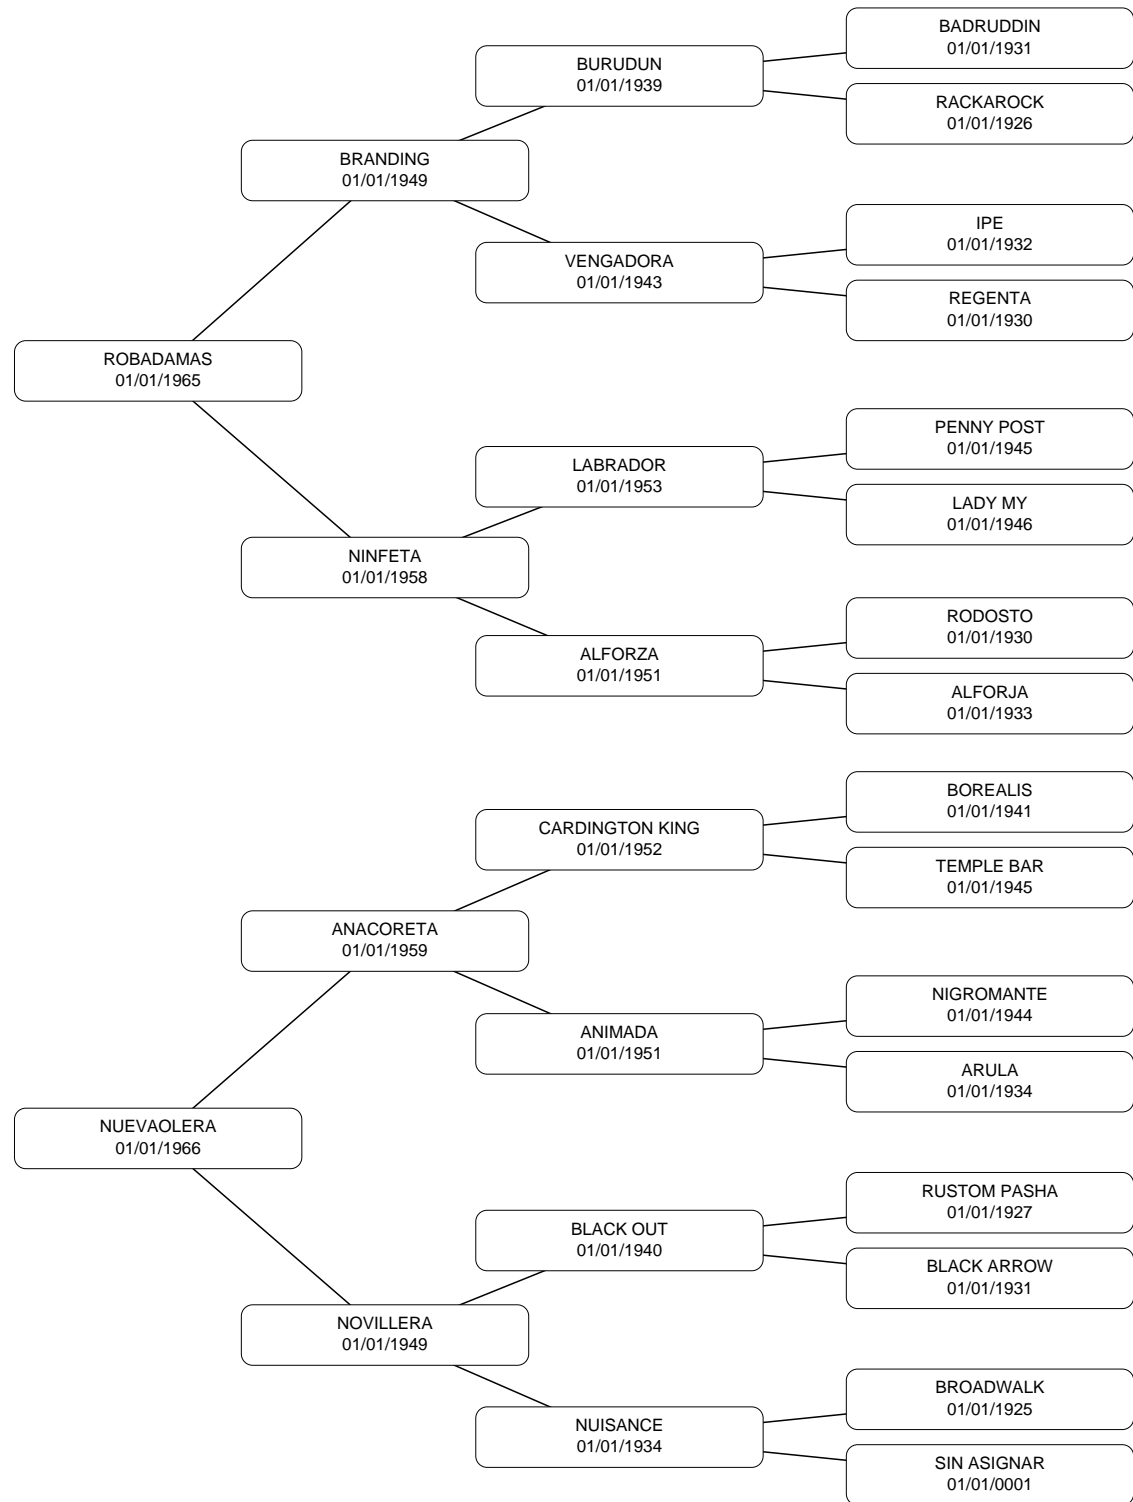 BADRUDDIN
01/01/1931
BURUDUN
01/01/1939
RACKAROCK
01/01/1926
BRANDING
01/01/1949
IPE
01/01/1932
VENGADORA
01/01/1943
REGENTA
01/01/1930
ROBADAMAS
01/01/1965
PENNY POST
01/01/1945
LABRADOR
01/01/1953
LADY MY
01/01/1946
NINFETA
01/01/1958
RODOSTO
01/01/1930
ALFORZA
01/01/1951
ALFORJA
01/01/1933
BOREALIS
01/01/1941
CARDINGTON KING
01/01/1952
TEMPLE BAR
01/01/1945
ANACORETA
01/01/1959
NIGROMANTE
01/01/1944
ANIMADA
01/01/1951
ARULA
01/01/1934
NUEVAOLERA
01/01/1966
RUSTOM PASHA
01/01/1927
BLACK OUT
01/01/1940
BLACK ARROW
01/01/1931
NOVILLERA
01/01/1949
BROADWALK
01/01/1925
NUISANCE
01/01/1934
SIN ASIGNAR
01/01/0001